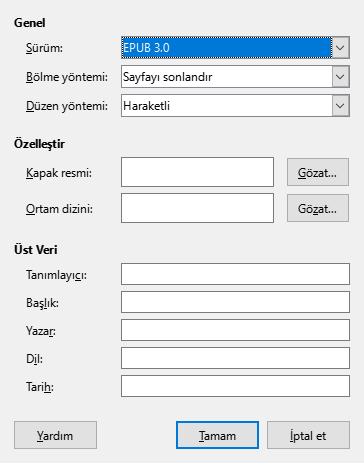 Genel
Sürüm: EPUB 3.0
Bölme yöntemi: Sayfayı sonlandır
Düzen yöntemi: Haraketli
Özelleştir
Kapak resmi: Gözat...
Ortam dizini: Gözat...
Üst Veri
Tanımlayıcı:
Başlık:
Yazar:
Dil:
Tarih:
Yardım Tamam İptal et